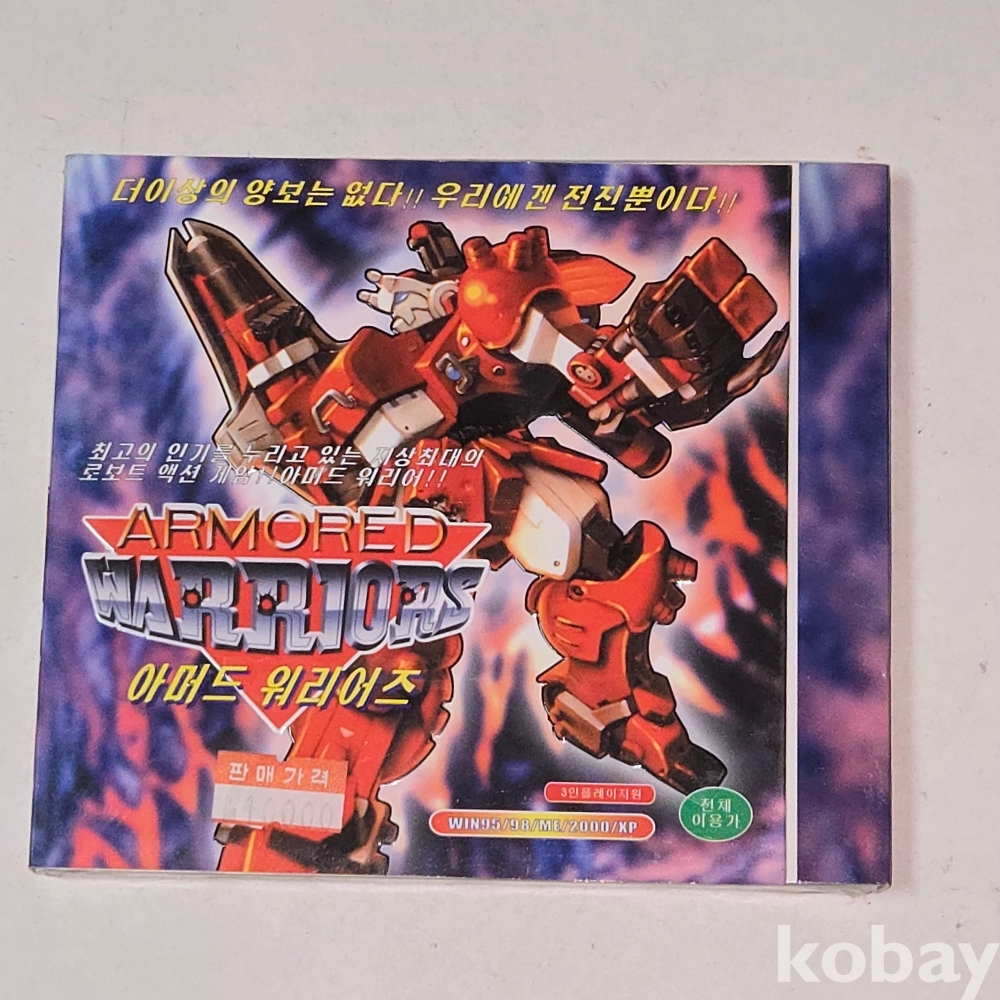 더이상의 양보는 없다!! 우리에겐 전진뿐이다!!
최고의 인기를 누리고 있는 지상최대의
로보트 액션 게임!!아머드 워리어!!
ARMORED
WARRIORS
아머드 워리어즈
판매가격
₩10,000
3인플레이지원
WIN95/98/ME/2000/XP
전체
이용가
kobay